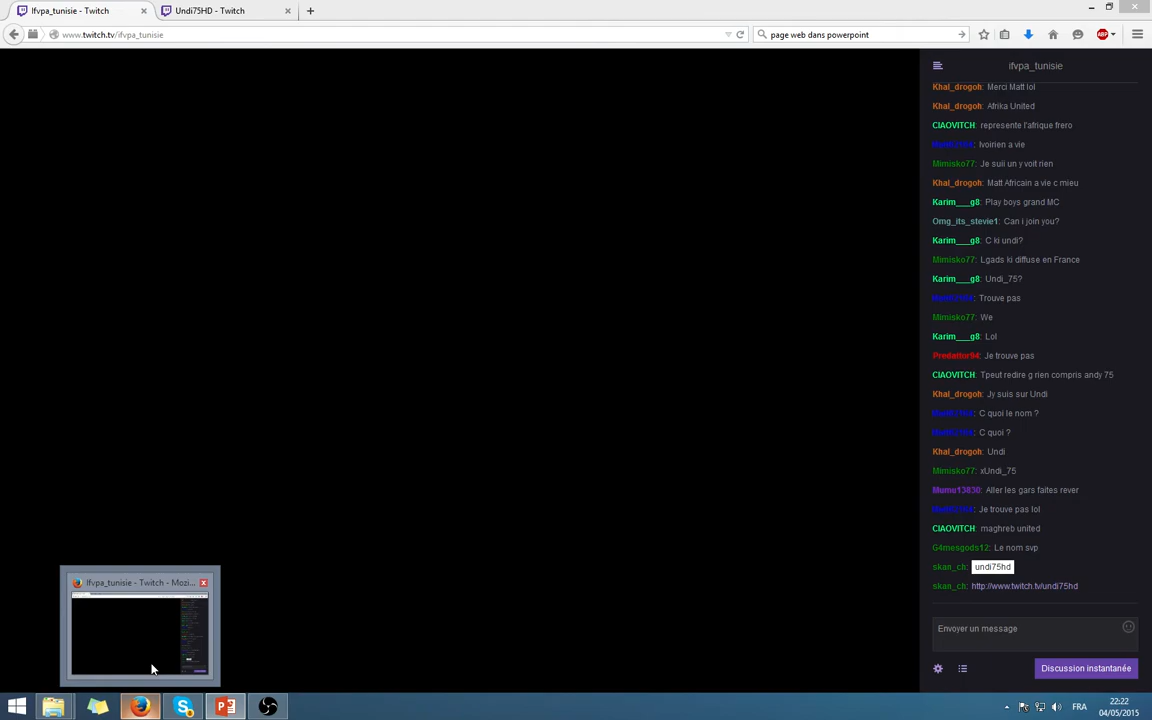 Ifvpa_tunisie - Twitch
Undi75HD - Twitch
www.twitch.tv/ifvpa_tunisie
page web dans powerpoint
ABP
ifvpa_tunisie
Khal_drogoh: Merci Matt lol
Khal_drogoh: Afrika United
CIAOVITCH: represente l'afrique frero
Ivoirien a vie
Mimisko77: Je suii un y voit rien
Khal_drogoh: Matt Africain a vie c mieu
Karim___g8: Play boys grand MC
Omg_its_stevie1: Can i join you?
Karim___g8: C ki undi?
Mimisko77: Lgads ki diffuse en France
Karim___g8: Undi_75?
Trouve pas
Mimisko77: We
Karim___g8: Lol
Predattor94: Je trouve pas
CIAOVITCH: Tpeut redire g rien compris andy 75
Khal_drogoh: Jy suis sur Undi
C quoi le nom ?
C quoi ?
Khal_drogoh: Undi
Mimisko77: xUndi_75
Mumu13830: Aller les gars faites rever
Je trouve pas lol
CIAOVITCH: maghreb united
G4mesgods12: Le nom svp
skan_ch: undi75hd
skan_ch: http://www.twitch.tv/undi75hd
Envoyer un message
Discussion instantanée
Ifvpa_tunisie - Twitch - Mozi...
FRA
22:22
04/05/2015